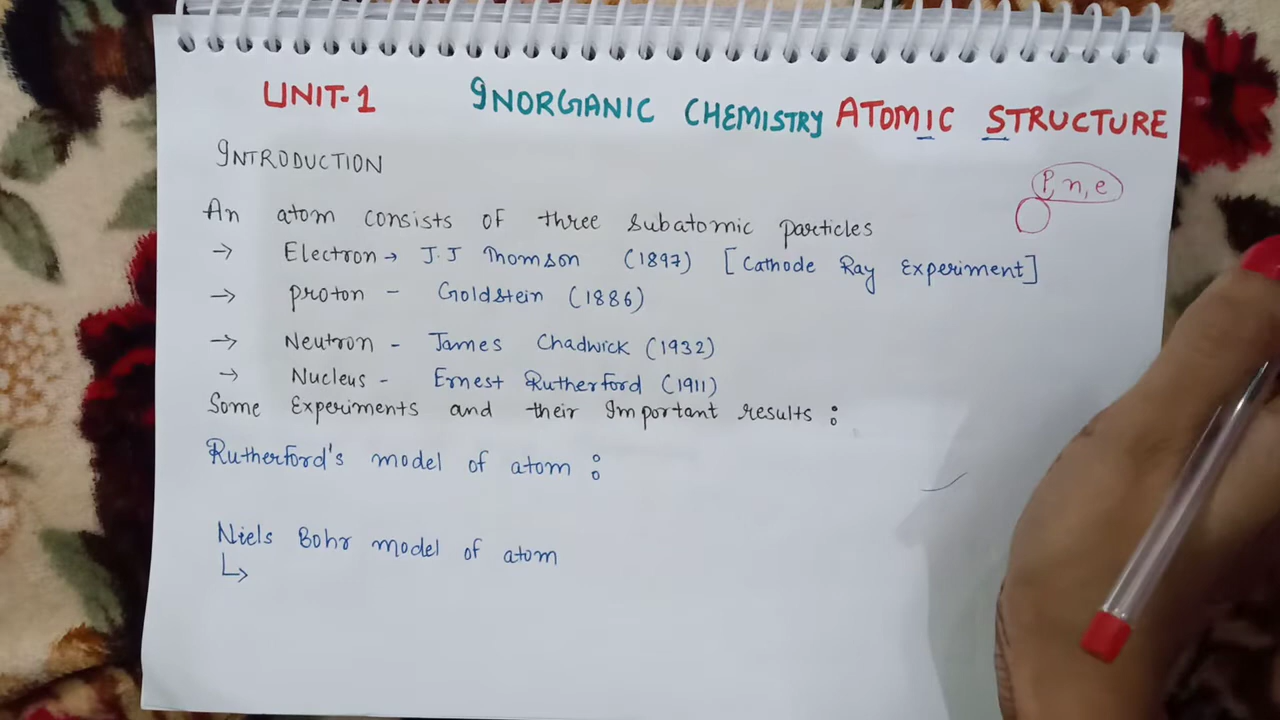 UNIT-1 INORGANIC CHEMISTRY ATOMIC STRUCTURE
INTRODUCTION
P, n, e
An atom consists of three subatomic particles
→ Electron → J.J Thomson (1897) [Cathode Ray Experiment]
→ proton - Goldstein (1886)
→ Neutron - James Chadwick (1932)
→ Nucleus - Ernest Rutherford (1911)
Some Experiments and their Important results :
Rutherford's model of atom :
Niels Bohr model of atom
↳